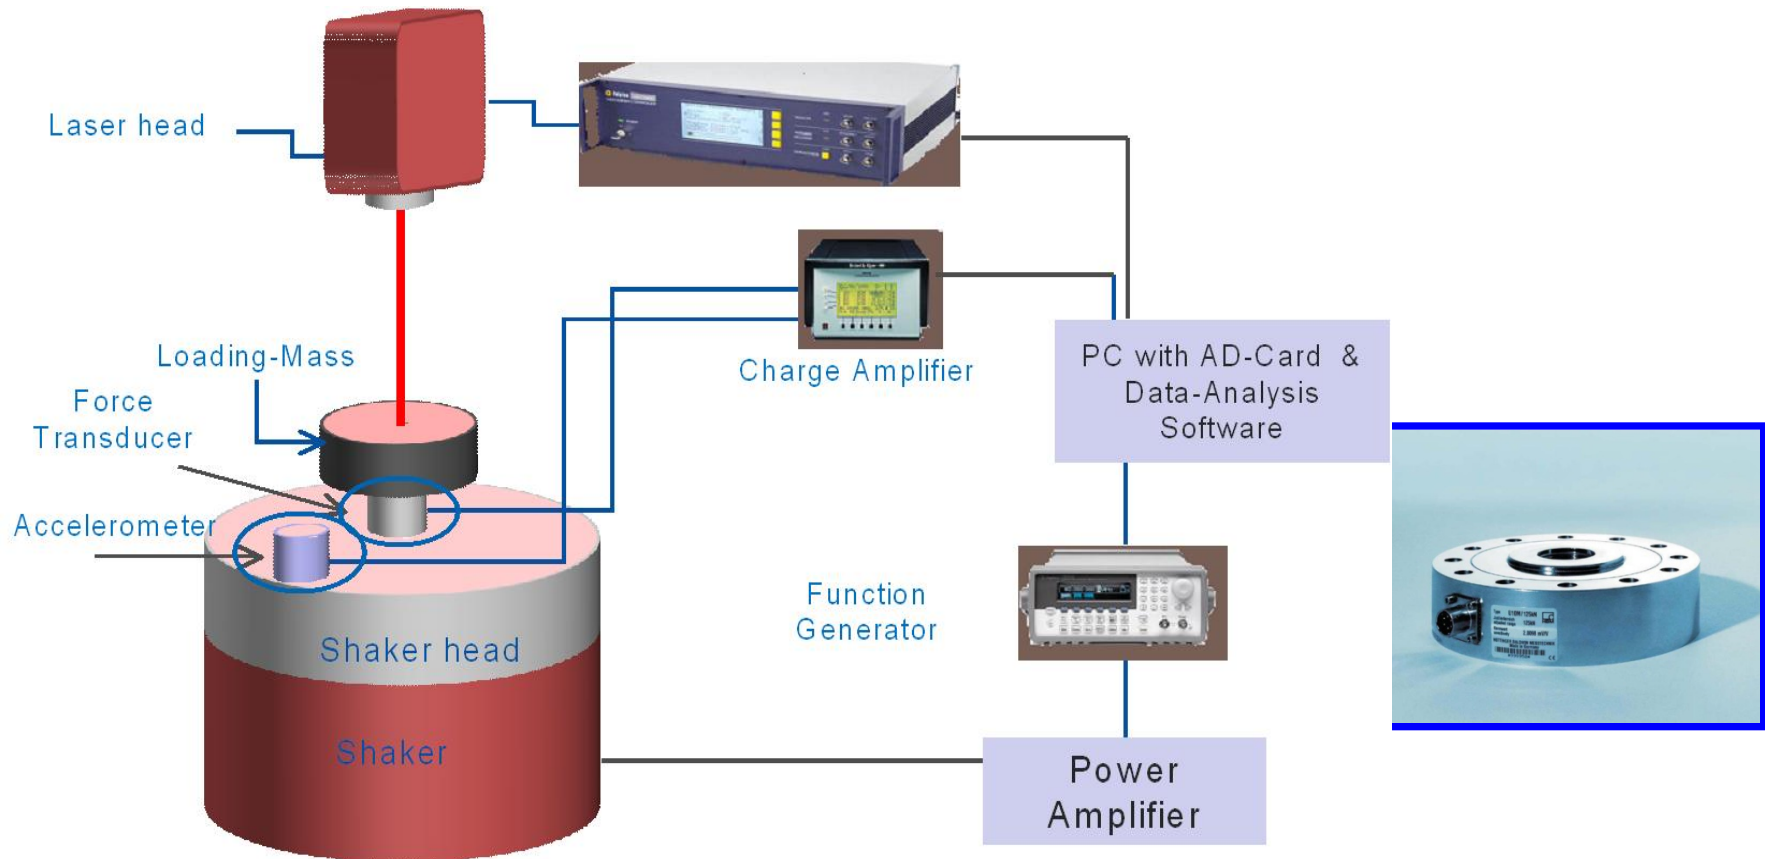 Laser head
Loading-Mass
Force
Transducer
Accelerometer
Shaker head
Shaker
Charge Amplifier
PC with AD-Card &
Data-Analysis
Software
Function
Generator
Power
Amplifier